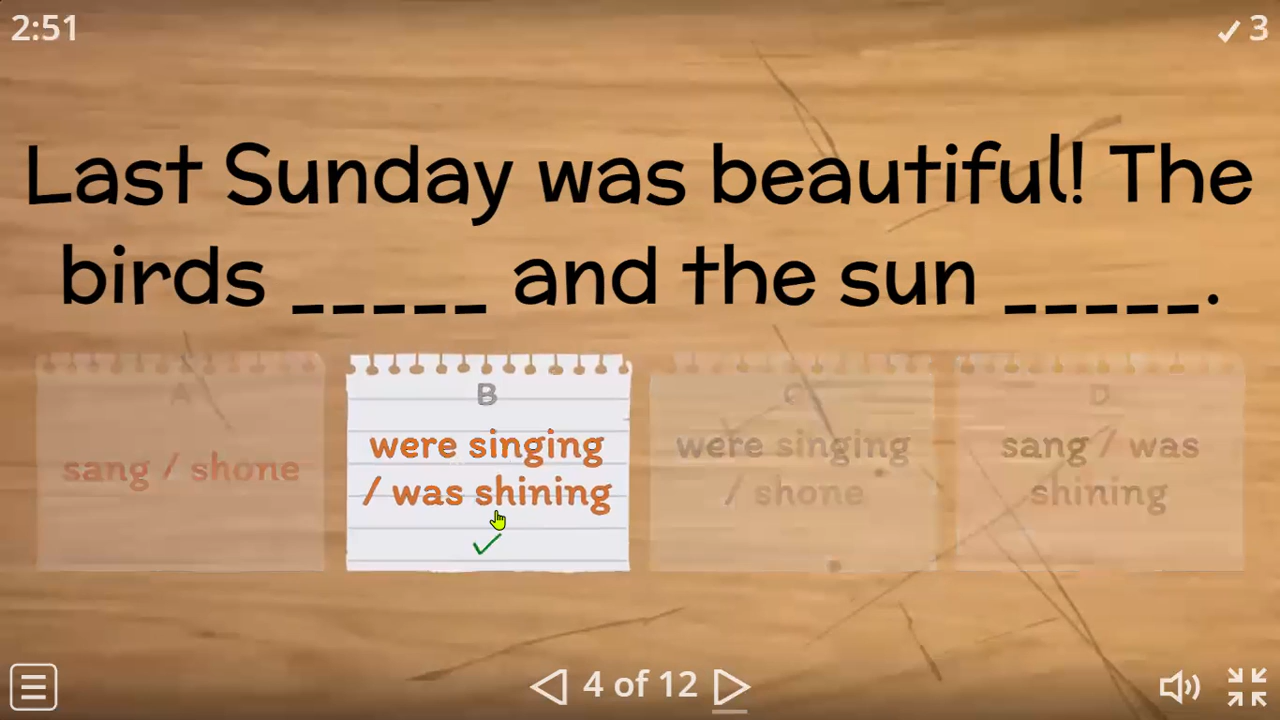 2:51
✓ 3
Last Sunday was beautiful! The
birds _____ and the sun _____.
A
sang / shone
B
were singing
/ was shining
C
were singing
/ shone
D
sang / was
shining
4 of 12